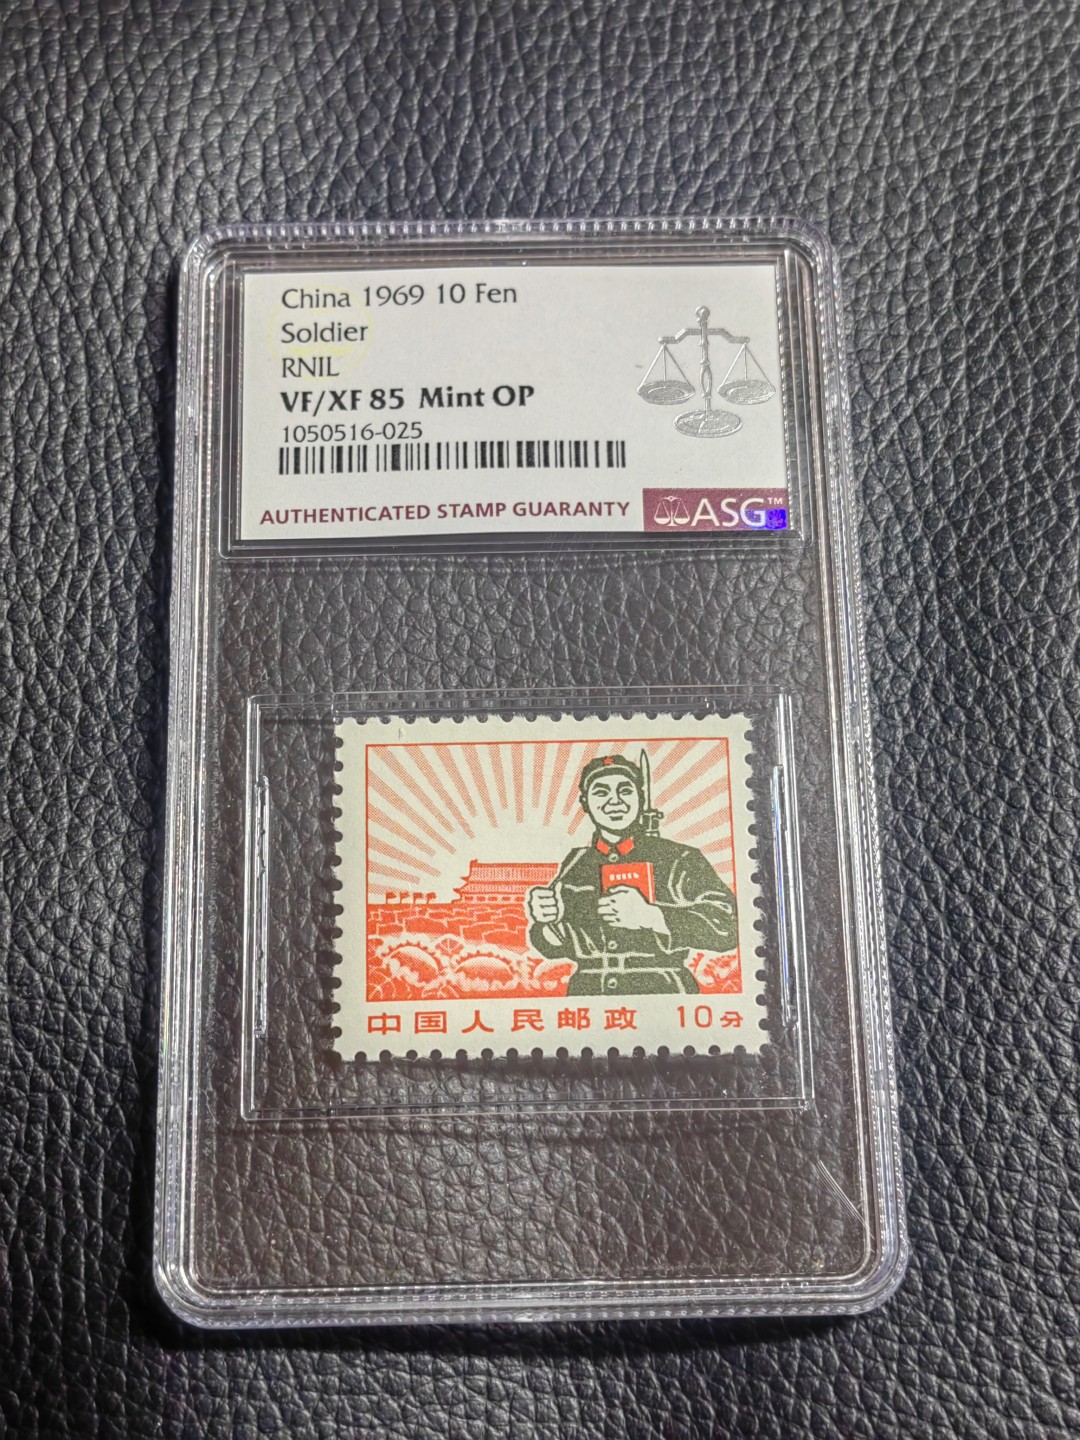 China 1969 10 Fen
Soldier
RNIL
VF/XF 85 Mint OP
1050516-025
AUTHENTICATED STAMP GUARANTY
ASG™
中国人民邮政 10分